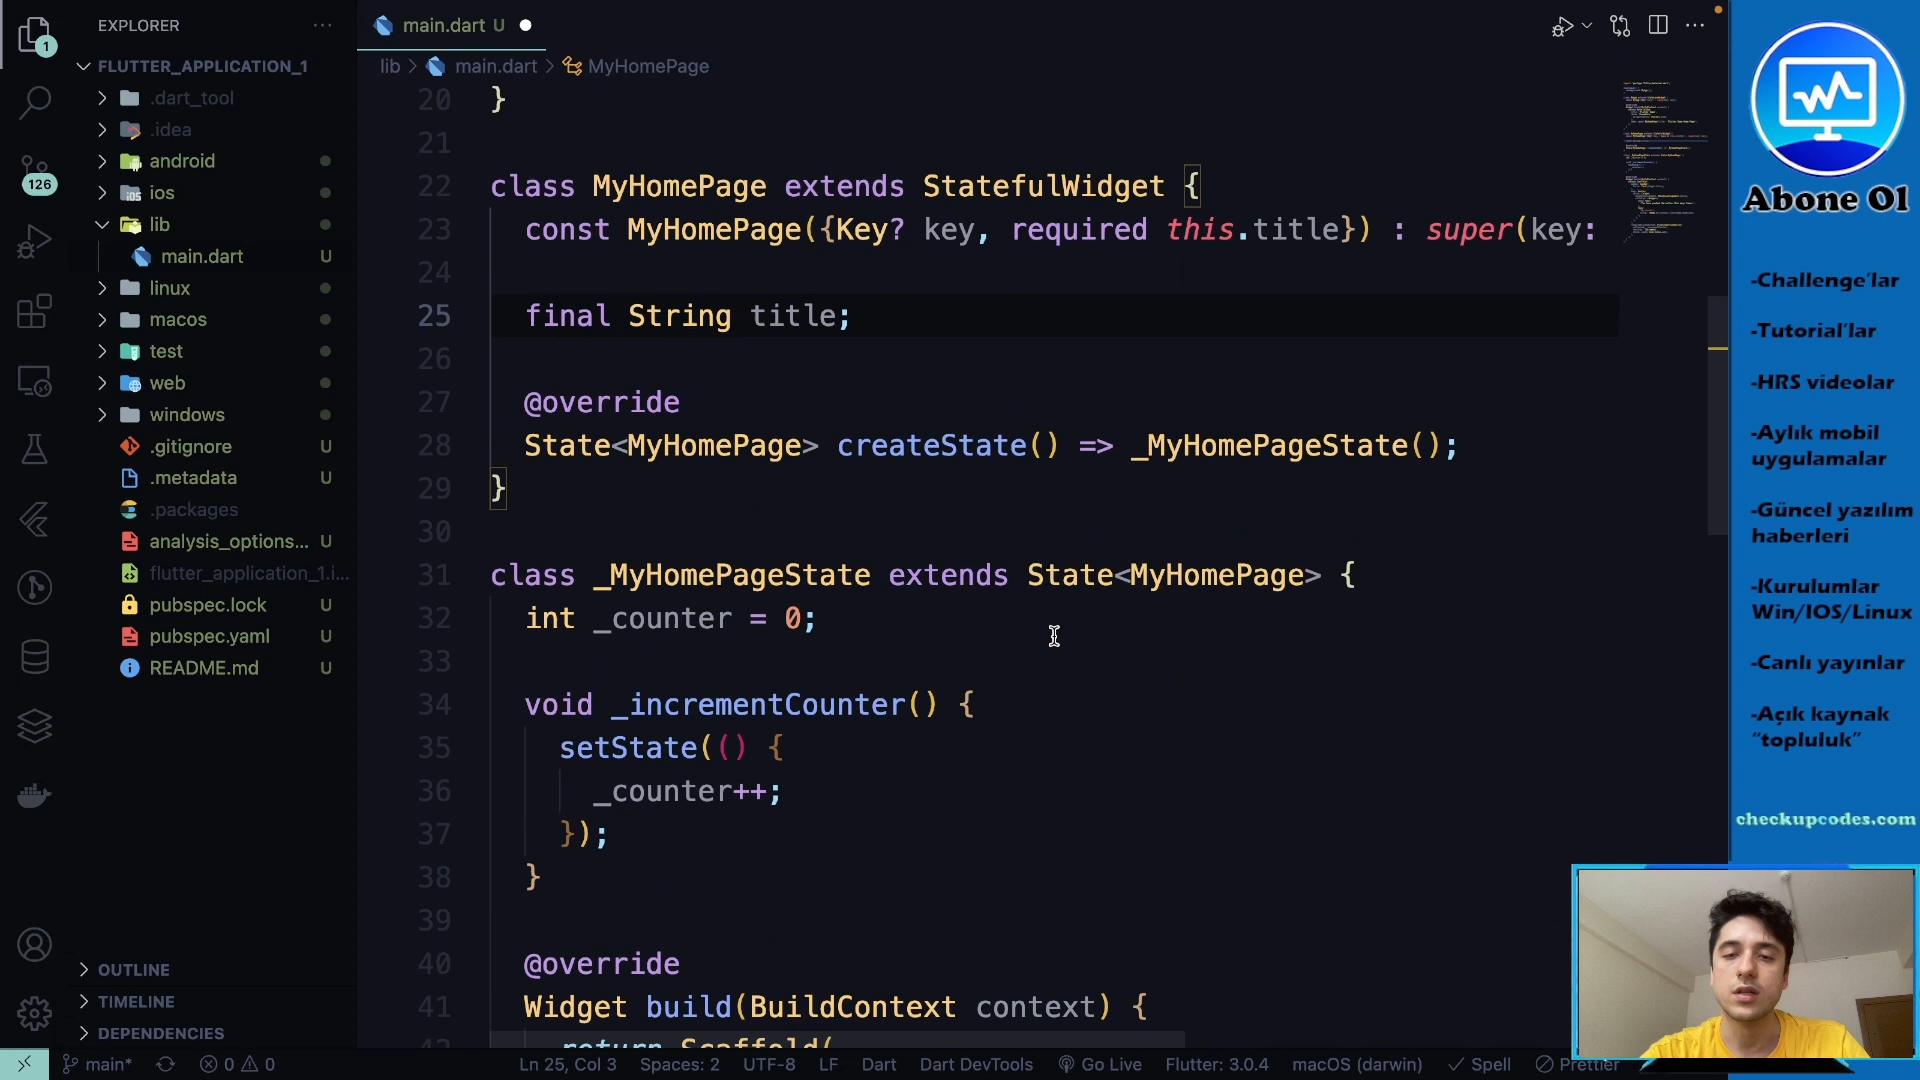 EXPLORER
FLUTTER_APPLICATION_1
.dart_tool
.idea
android
ios
lib
main.dart U
linux
macos
test
web
windows
.gitignore U
.metadata U
.packages
analysis_options... U
flutter_application_1.i...
pubspec.lock U
pubspec.yaml U
README.md U
OUTLINE
TIMELINE
DEPENDENCIES
1
126
main.dart U
lib > main.dart > MyHomePage
20 }
21
22 class MyHomePage extends StatefulWidget {
23 const MyHomePage({Key? key, required this.title}) : super(key:
24
25 final String title;
26
27 @override
28 State<MyHomePage> createState() => _MyHomePageState();
29 }
30
31 class _MyHomePageState extends State<MyHomePage> {
32 int _counter = 0;
33
34 void _incrementCounter() {
35 setState(() {
36 _counter++;
37 });
38 }
39
40 @override
41 Widget build(BuildContext context) {
42 return Scaffold(
main* 0 0 Ln 25, Col 3 Spaces: 2 UTF-8 LF Dart Dart DevTools Go Live Flutter: 3.0.4 macOS (darwin) Spell Prettier
Abone Ol
-Challenge'lar
-Tutorial'lar
-HRS videolar
-Aylık mobil
uygulamalar
-Güncel yazılım
haberleri
-Kurulumlar
Win/IOS/Linux
-Canlı yayınlar
-Açık kaynak
"topluluk"
checkupcodes.com